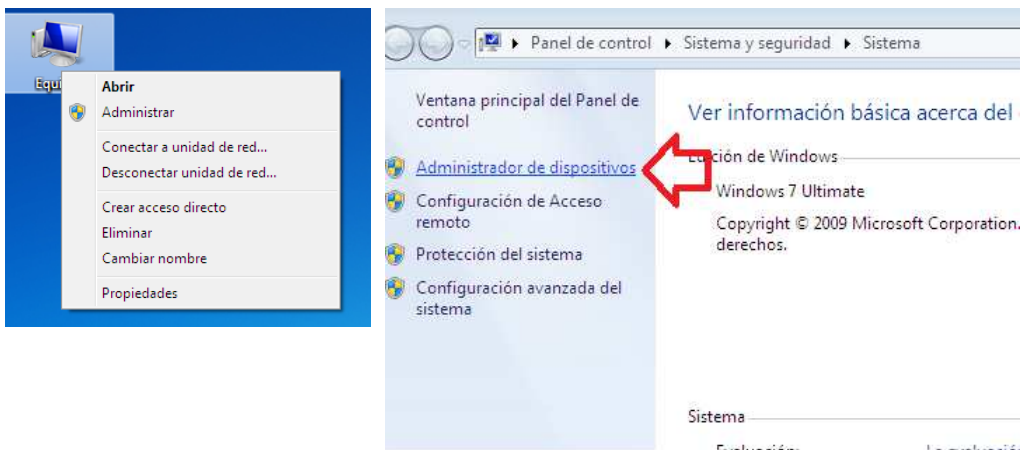 Abrir
Administrar
Conectar a unidad de red...
Desconectar unidad de red...
Crear acceso directo
Eliminar
Cambiar nombre
Propiedades
Panel de control Sistema y seguridad Sistema
Ventana principal del Panel de
control
Administrador de dispositivos
Configuración de Acceso
remoto
Protección del sistema
Configuración avanzada del
sistema
Ver información básica acerca del
de Windows
Windows 7 Ultimate
Copyright © 2009 Microsoft Corporation.
derechos.
Sistema